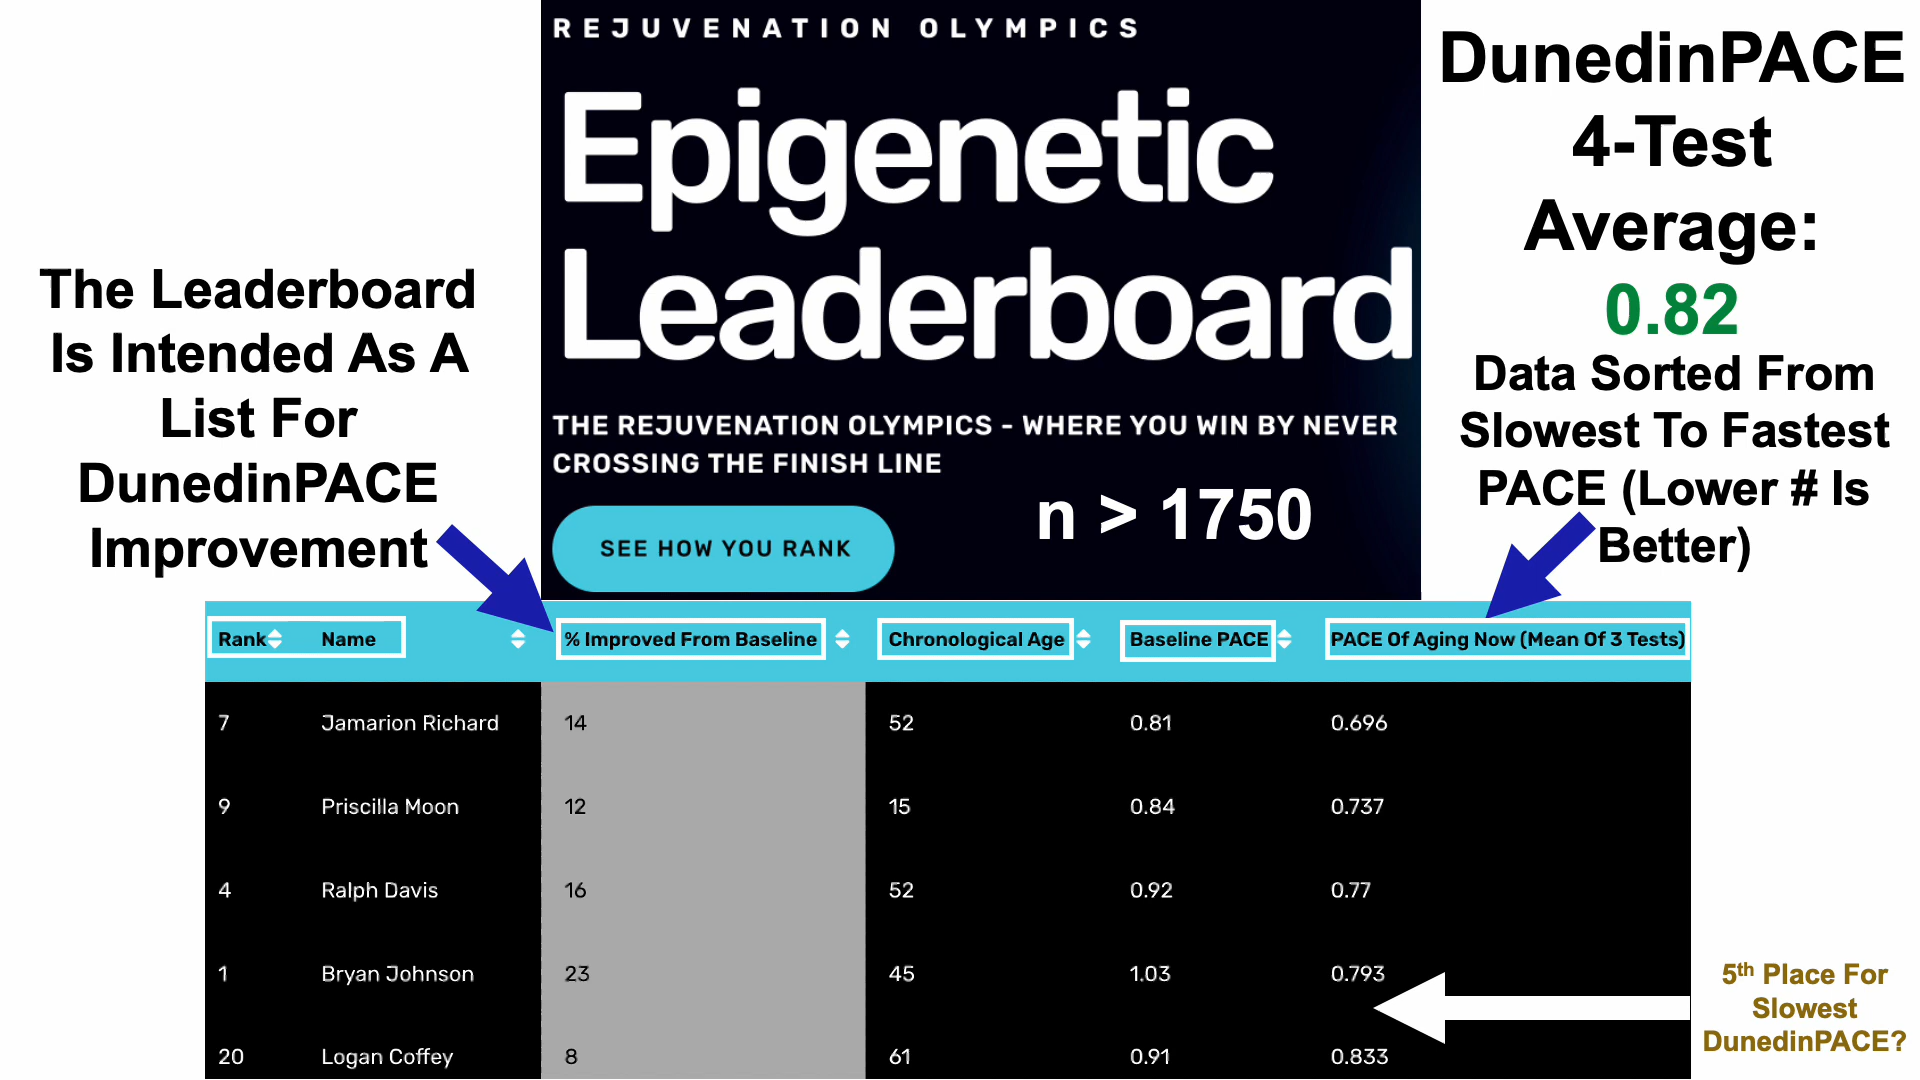 REJUVENATION OLYMPICS
Epigenetic
Leaderboard
THE REJUVENATION OLYMPICS - WHERE YOU WIN BY NEVER
CROSSING THE FINISH LINE
SEE HOW YOU RANK
n > 1750
The Leaderboard
Is Intended As A
List For
DunedinPACE
Improvement
DunedinPACE
4-Test
Average:
0.82
Data Sorted From
Slowest To Fastest
PACE (Lower # Is
Better)
Rank Name % Improved From Baseline Chronological Age Baseline PACE PACE Of Aging Now (Mean Of 3 Tests)
7 Jamarion Richard 14 52 0.81 0.696
9 Priscilla Moon 12 15 0.84 0.737
4 Ralph Davis 16 52 0.92 0.77
1 Bryan Johnson 23 45 1.03 0.793
20 Logan Coffey 8 61 0.91 0.833
5th Place For
Slowest
DunedinPACE?